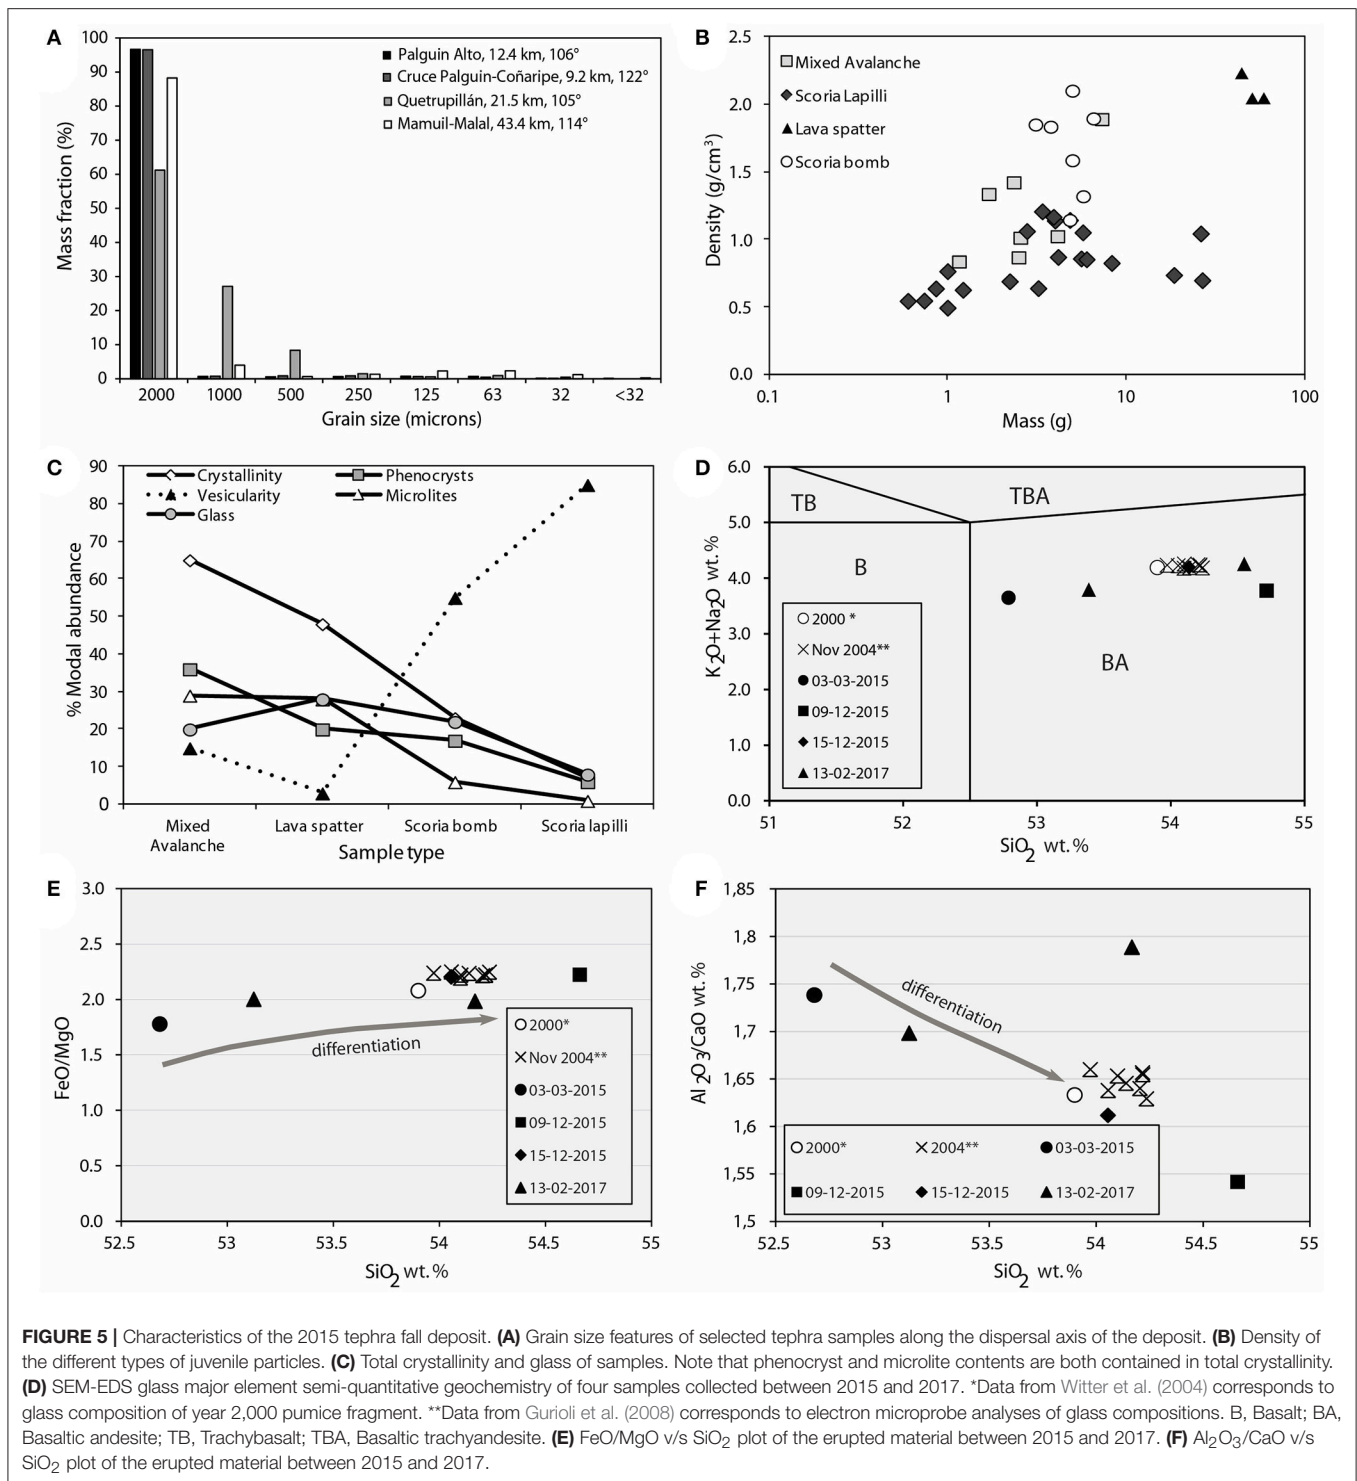 A
100
90
80
70
60
50
40
30
20
10
0
Mass fraction (%)
Palguin Alto, 12.4 km, 106°
Cruce Palguin-Coñaripe, 9.2 km, 122°
Quetrupillán, 21.5 km, 105°
Mamuil-Malal, 43.4 km, 114°
2000 1000 500 250 125 63 32 <32
Grain size (microns)
B
2.5
2.0
1.5
1.0
0.5
0.0
Density (g/cm³)
Mixed Avalanche
Scoria Lapilli
Lava spatter
Scoria bomb
0.1 1 10 100
Mass (g)
C
90
80
70
60
50
40
30
20
10
0
% Modal abundance
Crystallinity Phenocrysts
Vesicularity Microlites
Glass
Mixed Avalanche Lava spatter Scoria bomb Scoria lapilli
Sample type
D
6.0
5.0
4.0
3.0
2.0
1.0
0.0
K₂O+Na₂O wt. %
TB
TBA
B
BA
2000 *
Nov 2004**
03-03-2015
09-12-2015
15-12-2015
13-02-2017
51 52 53 54 55
SiO₂ wt. %
E
3.0
2.5
2.0
1.5
1.0
0.5
0.0
FeO/MgO
differentiation
2000*
Nov 2004**
03-03-2015
09-12-2015
15-12-2015
13-02-2017
52.5 53 53.5 54 54.5 55
SiO₂ wt. %
F
1,85
1,8
1,75
1,7
1,65
1,6
1,55
1,5
Al₂O₃/CaO wt. %
differentiation
2000* 2004** 03-03-2015
09-12-2015 15-12-2015 13-02-2017
52.5 53 53.5 54 54.5 55
SiO₂ wt. %
FIGURE 5 | Characteristics of the 2015 tephra fall deposit. (A) Grain size features of selected tephra samples along the dispersal axis of the deposit. (B) Density of
the different types of juvenile particles. (C) Total crystallinity and glass of samples. Note that phenocryst and microlite contents are both contained in total crystallinity.
(D) SEM-EDS glass major element semi-quantitative geochemistry of four samples collected between 2015 and 2017. *Data from Witter et al. (2004) corresponds to
glass composition of year 2,000 pumice fragment. **Data from Gurioli et al. (2008) corresponds to electron microprobe analyses of glass compositions. B, Basalt; BA,
Basaltic andesite; TB, Trachybasalt; TBA, Basaltic trachyandesite. (E) FeO/MgO v/s SiO₂ plot of the erupted material between 2015 and 2017. (F) Al₂O₃/CaO v/s
SiO₂ plot of the erupted material between 2015 and 2017.